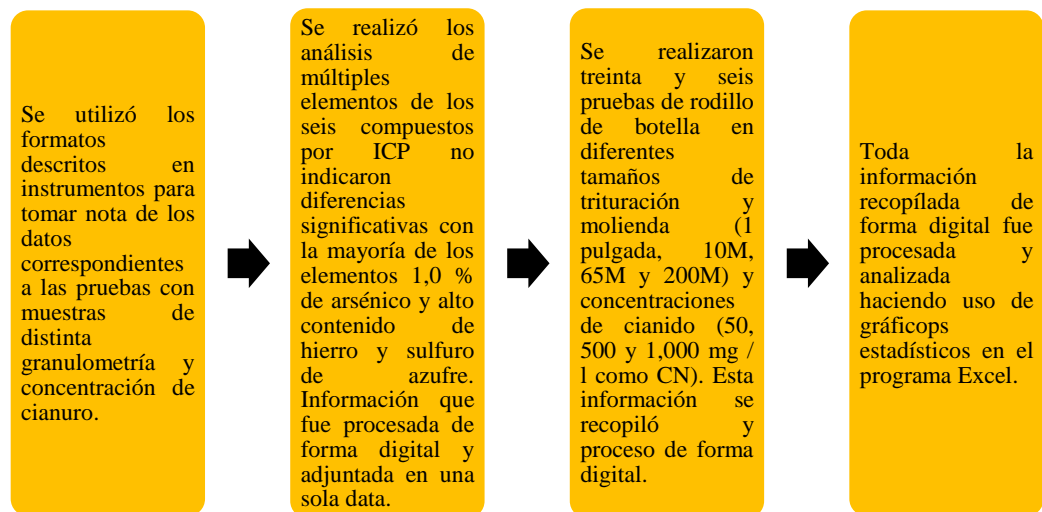 Se utilizó los
formatos
descritos en
instrumentos para
tomar nota de los
datos
correspondientes
a las pruebas con
muestras de
distinta
granulometría y
concentración de
cianuro.
Se realizó los
análisis de
múltiples
elementos de los
seis compuestos
por ICP no
indicaron
diferencias
significativas con
la mayoría de los
elementos 1,0 %
de arsénico y alto
contenido de
hierro y sulfuro
de azufre.
Información que
fue procesada de
forma digital y
adjuntada en una
sola data.
Se realizaron
treinta y seis
pruebas de rodillo
de botella en
diferentes
tamaños de
trituración y
molienda (1
pulgada, 10M,
65M y 200M) y
concentraciones
de cianido (50,
500 y 1,000 mg /
l como CN). Esta
información se
recopiló y
proceso de forma
digital.
Toda la
información
recopílada de
forma digital fue
procesada y
analizada
haciendo uso de
gráficops
estadísticos en el
programa Excel.